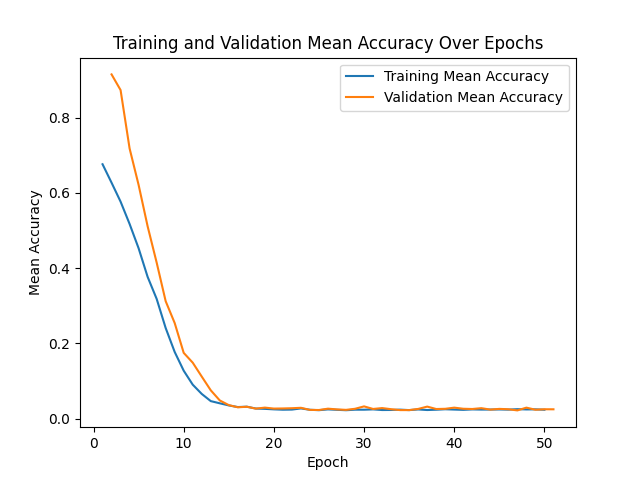 Training and Validation Mean Accuracy Over Epochs
Training Mean Accuracy
Validation Mean Accuracy
Mean Accuracy
0.8
0.6
0.4
0.2
0.0
0
10
20
30
40
50
Epoch